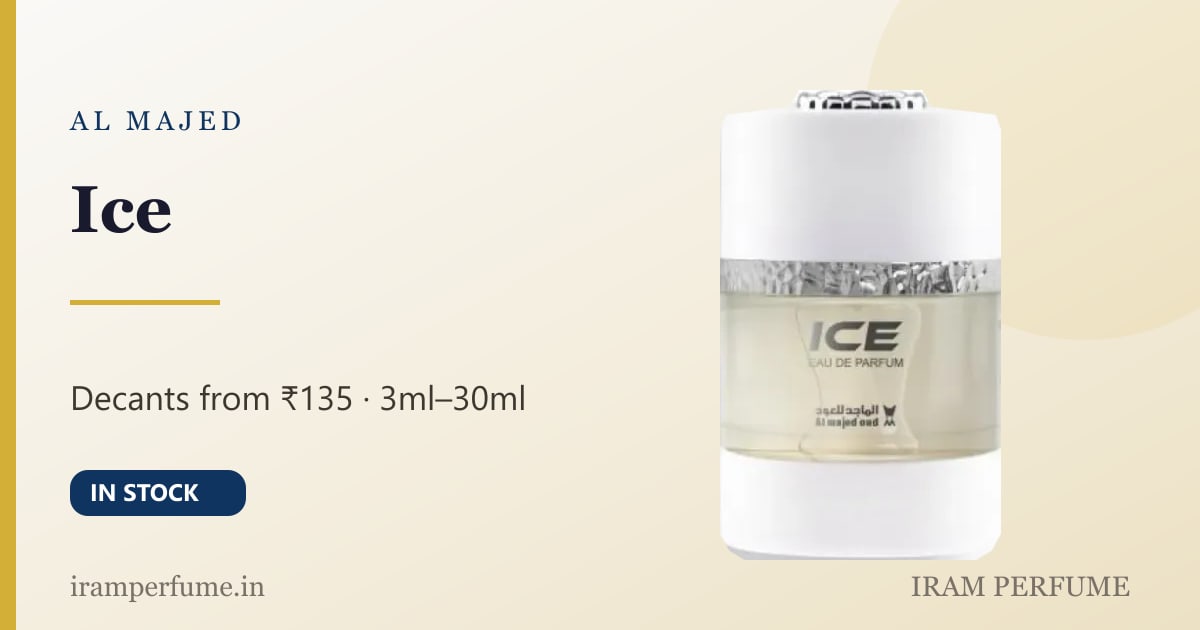 AL MAJED
Ice
Decants from ₹135 · 3ml–30ml
IN STOCK
iramperfume.in
ICE
EAU DE PARFUM
الماجد للعود
Al majed oud
IRAM PERFUME